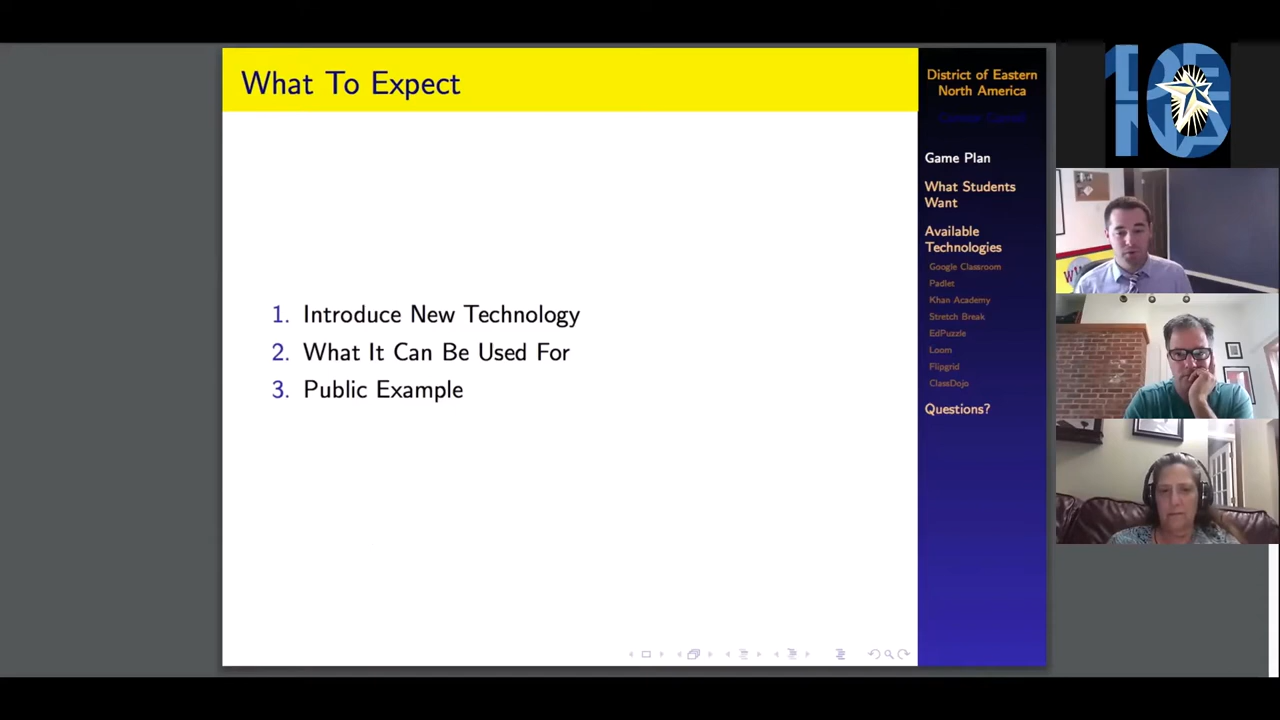 What To Expect
1. Introduce New Technology
2. What It Can Be Used For
3. Public Example
District of Eastern
North America
Game Plan
What Students
Want
Available
Technologies
Google Classroom
Padlet
Khan Academy
Stretch Break
EdPuzzle
Loom
Flipgrid
ClassDojo
Questions?